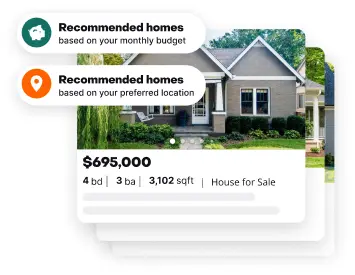 Recommended homes
based on your monthly budget
Recommended homes
based on your preferred location
$695,000
4 bd | 3 ba | 3,102 sqft | House for Sale